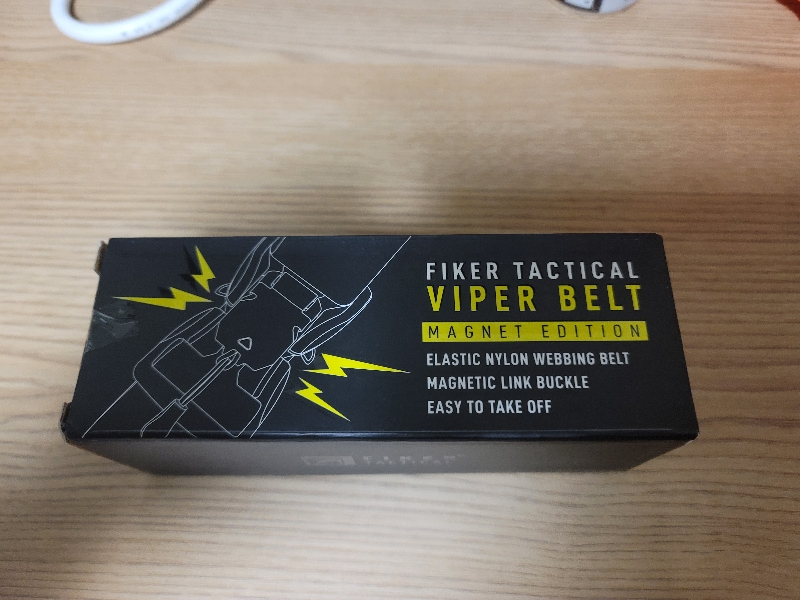 FIKER TACTICAL
VIPER BELT
MAGNET EDITION
ELASTIC NYLON WEBBING BELT
MAGNETIC LINK BUCKLE
EASY TO TAKE OFF